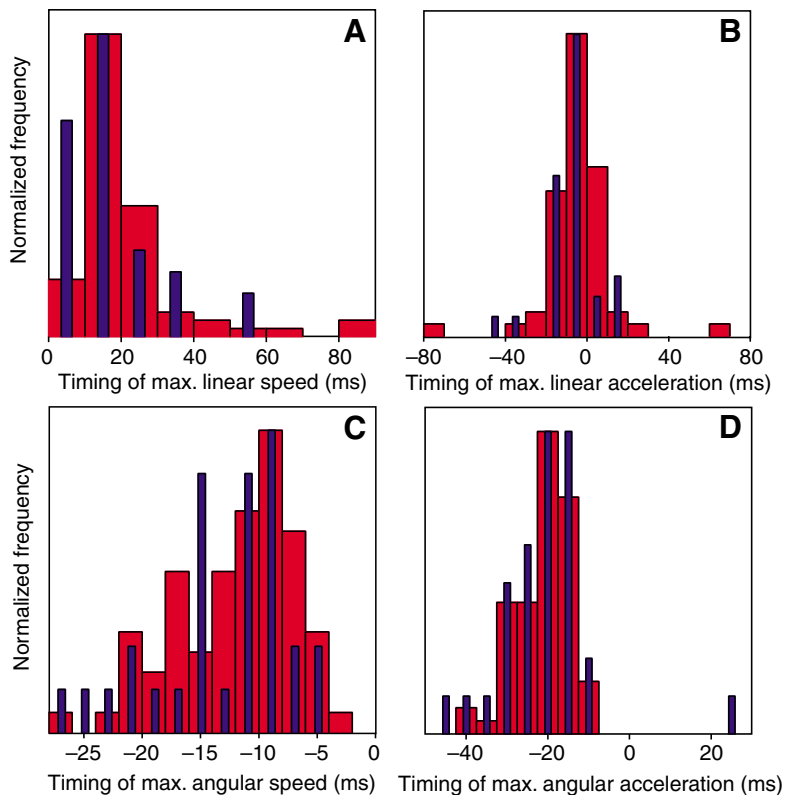 A
B
Normalized frequency
0 20 40 60 80
−80 −40 0 40 80
Timing of max. linear speed (ms)
Timing of max. linear acceleration (ms)
C
D
Normalized frequency
−25 −20 −15 −10 −5 0
−40 −20 0 20
Timing of max. angular speed (ms)
Timing of max. angular acceleration (ms)